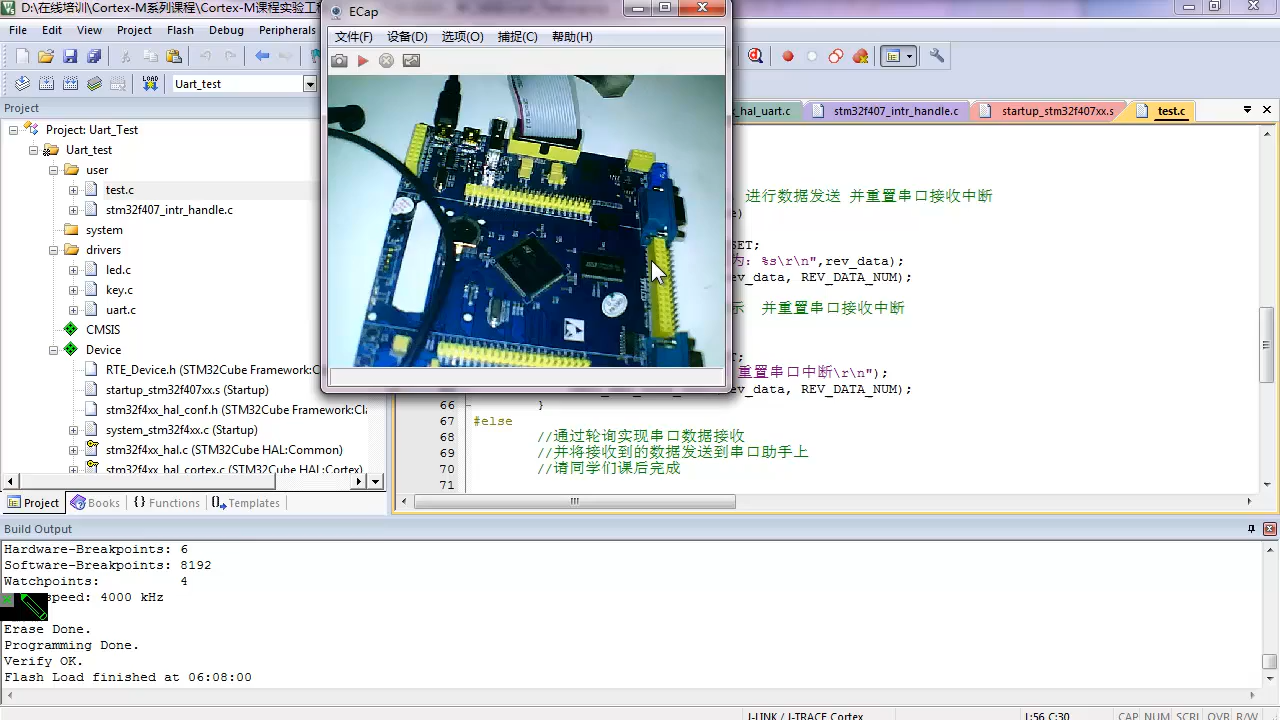 D:\在线培训\Cortex-M系列课程\Cortex-M课程实验工程
ECap
File Edit View Project Flash Debug Peripherals
文件(F) 设备(D) 选项(O) 捕捉(C) 帮助(H)
LOAD Uart_test
Project
_hal_uart.c stm32f407_intr_handle.c startup_stm32f407xx.s test.c
Project: Uart_Test
Uart_test
user
test.c
stm32f407_intr_handle.c
system
drivers
led.c
key.c
uart.c
CMSIS
Device
RTE_Device.h (STM32Cube Framework:C
startup_stm32f407xx.s (Startup)
stm32f4xx_hal_conf.h (STM32Cube Framework:Cla
system_stm32f4xx.c (Startup)
stm32f4xx_hal.c (STM32Cube HAL:Common)
stm32f4xx_hal_cortex.c (STM32Cube HAL:Cortex)
进行数据发送 并重置串口接收中断
SET;
为: %s\r\n",rev_data);
ev_data, REV_DATA_NUM);
示 并重置串口接收中断
T;
重置串口中断\r\n");
ev_data, REV_DATA_NUM);
66 }
67 #else
68 //通过轮询实现串口数据接收
69 //并将接收到的数据发送到串口助手上
70 //请同学们课后完成
71
Project Books {} Functions Templates
Build Output
Hardware-Breakpoints: 6
Software-Breakpoints: 8192
Watchpoints: 4
speed: 4000 kHz
Erase Done.
Programming Done.
Verify OK.
Flash Load finished at 06:08:00
J-LINK / J-TRACE Cortex L:56 C:30 CAP NUM SCRL OVR R/W